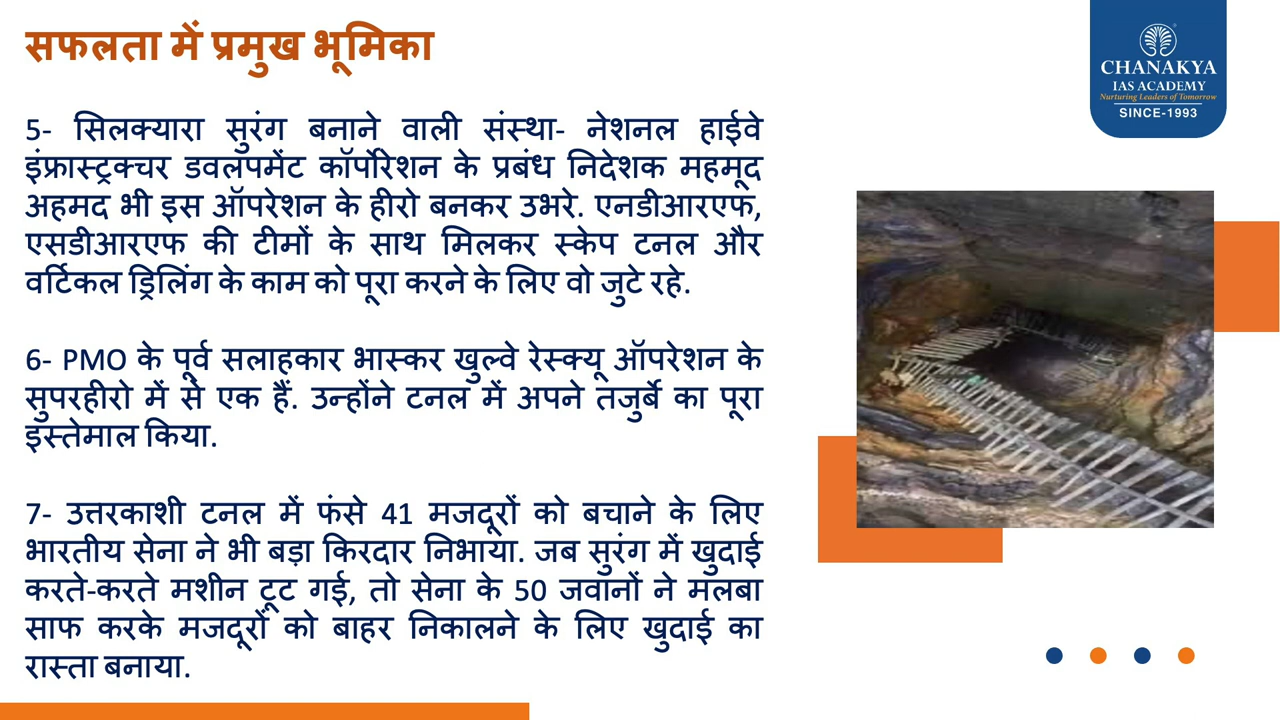 सफलता में प्रमुख भूमिका
CHANAKYA
IAS ACADEMY
Nurturing Leaders of Tomorrow
SINCE-1993
5- सिलक्यारा सुरंग बनाने वाली संस्था- नेशनल हाईवे
इंफ्रास्ट्रक्चर डवलपमेंट कॉर्पोरेशन के प्रबंध निदेशक महमूद
अहमद भी इस ऑपरेशन के हीरो बनकर उभरे. एनडीआरएफ,
एसडीआरएफ की टीमों के साथ मिलकर स्केप टनल और
वर्टिकल ड्रिलिंग के काम को पूरा करने के लिए वो जुटे रहे.
6- PMO के पूर्व सलाहकार भास्कर खुल्वे रेस्क्यू ऑपरेशन के
सुपरहीरो में से एक हैं. उन्होंने टनल में अपने तजुर्बे का पूरा
इस्तेमाल किया.
7- उत्तरकाशी टनल में फंसे 41 मजदूरों को बचाने के लिए
भारतीय सेना ने भी बड़ा किरदार निभाया. जब सुरंग में खुदाई
करते-करते मशीन टूट गई, तो सेना के 50 जवानों ने मलबा
साफ करके मजदूरों को बाहर निकालने के लिए खुदाई का
रास्ता बनाया.